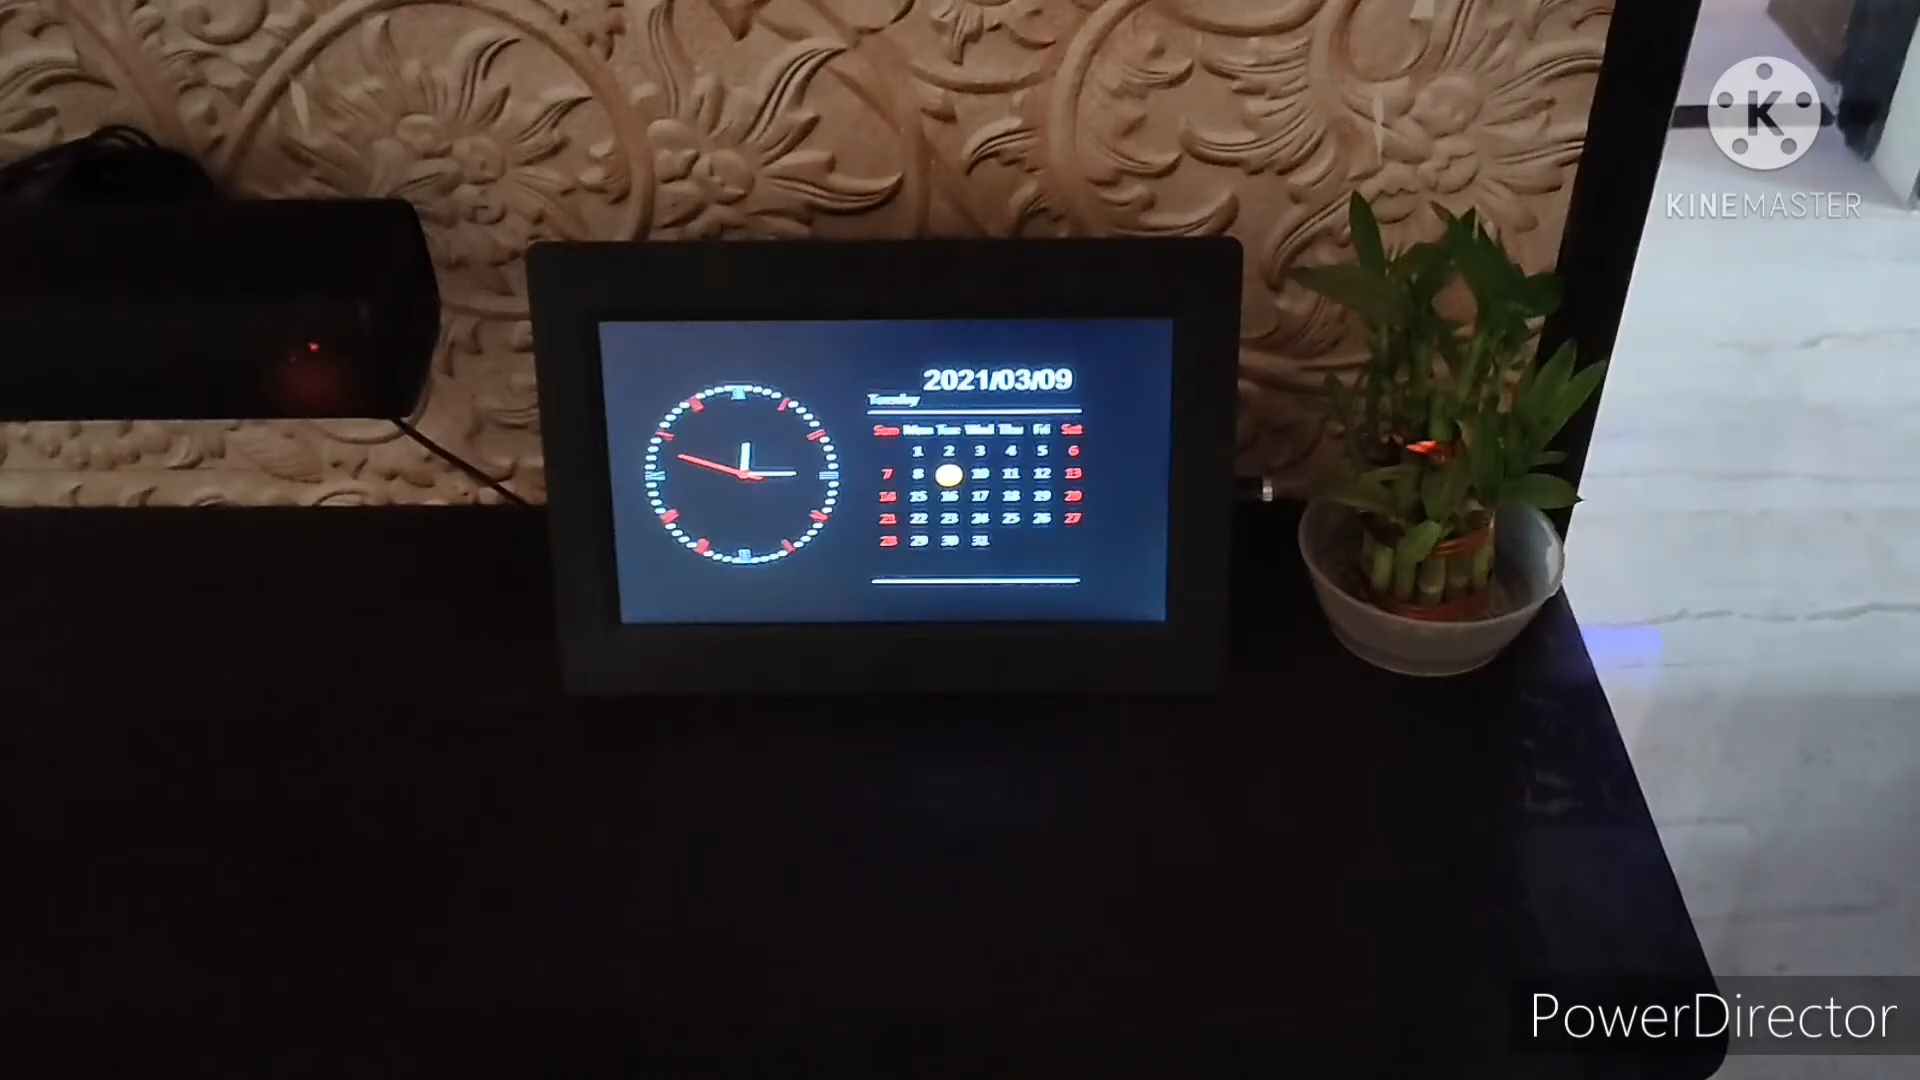 K
KINEMASTER
2021/03/09
Tuesday
Sun Mon Tue Wed Thu Fri Sat
1 2 3 4 5 6
7 8 10 11 12 13
14 15 16 17 18 19 20
21 22 23 24 25 26 27
28 29 30 31
PowerDirector